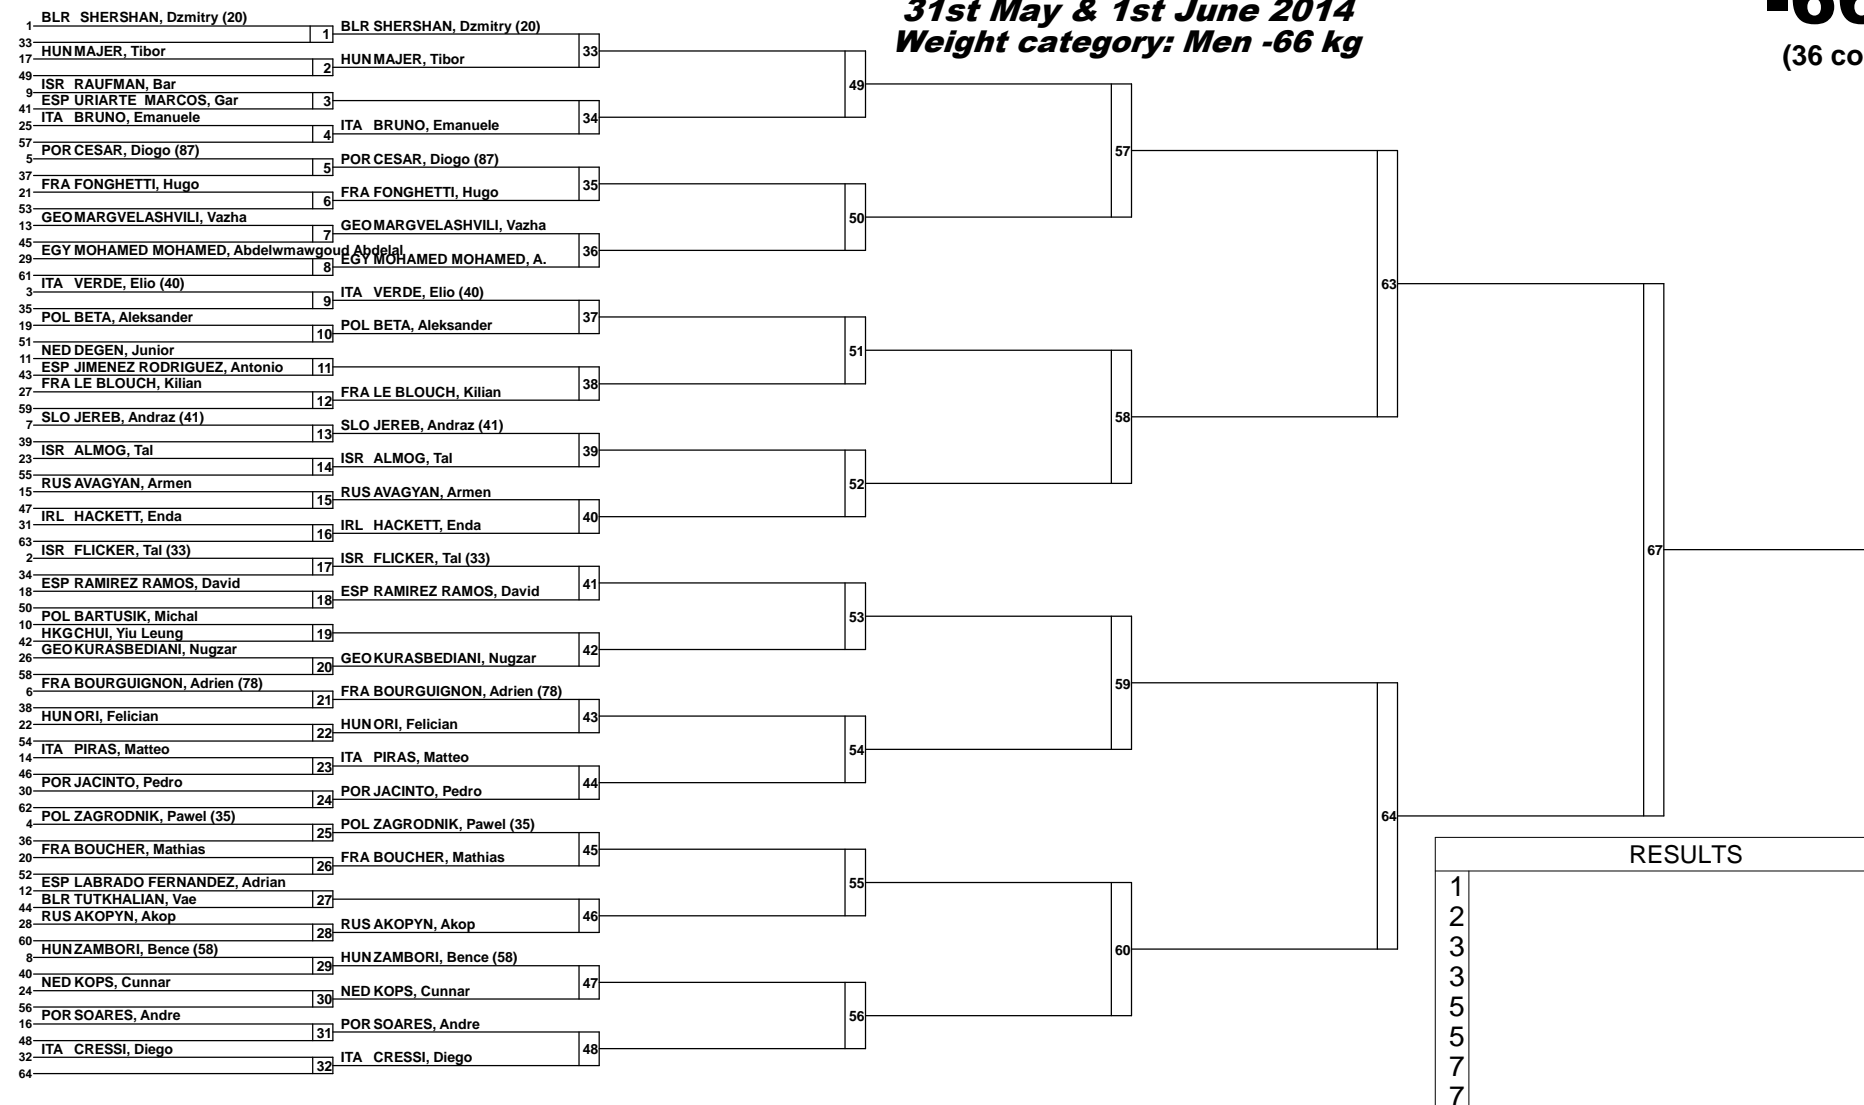 31st May & 1st June 2014
Weight category: Men -66 kg
(36 co
1 BLR SHERSHAN, Dzmitry (20)
33
17 HUN MAJER, Tibor
49
9 ISR RAUFMAN, Bar
41 ESP URIARTE MARCOS, Gar
25 ITA BRUNO, Emanuele
57
5 POR CESAR, Diogo (87)
37
21 FRA FONGHETTI, Hugo
53
13 GEO MARGVELASHVILI, Vazha
45
29 EGY MOHAMED MOHAMED, Abdelwmawgoud Abdelal
61
3 ITA VERDE, Elio (40)
35
19 POL BETA, Aleksander
51
11 NED DEGEN, Junior
43 ESP JIMENEZ RODRIGUEZ, Antonio
27 FRA LE BLOUCH, Kilian
59
7 SLO JEREB, Andraz (41)
39
23 ISR ALMOG, Tal
55
15 RUS AVAGYAN, Armen
47
31 IRL HACKETT, Enda
63
2 ISR FLICKER, Tal (33)
34
18 ESP RAMIREZ RAMOS, David
50
10 POL BARTUSIK, Michal
42 HKG CHUI, Yiu Leung
26 GEO KURASBEDIANI, Nugzar
58
6 FRA BOURGUIGNON, Adrien (78)
38
22 HUN ORI, Felician
54
14 ITA PIRAS, Matteo
46
30 POR JACINTO, Pedro
62
4 POL ZAGRODNIK, Pawel (35)
36
20 FRA BOUCHER, Mathias
52
12 ESP LABRADO FERNANDEZ, Adrian
44 BLR TUTKHALIAN, Vae
28 RUS AKOPYN, Akop
60
8 HUN ZAMBORI, Bence (58)
40
24 NED KOPS, Cunnar
56
16 POR SOARES, Andre
48
32 ITA CRESSI, Diego
64
1 BLR SHERSHAN, Dzmitry (20)
2 HUN MAJER, Tibor
3
4 ITA BRUNO, Emanuele
5 POR CESAR, Diogo (87)
6 FRA FONGHETTI, Hugo
7 GEO MARGVELASHVILI, Vazha
8 EGY MOHAMED MOHAMED, A.
9 ITA VERDE, Elio (40)
10 POL BETA, Aleksander
11
12 FRA LE BLOUCH, Kilian
13 SLO JEREB, Andraz (41)
14 ISR ALMOG, Tal
15 RUS AVAGYAN, Armen
16 IRL HACKETT, Enda
17 ISR FLICKER, Tal (33)
18 ESP RAMIREZ RAMOS, David
19
20 GEO KURASBEDIANI, Nugzar
21 FRA BOURGUIGNON, Adrien (78)
22 HUN ORI, Felician
23 ITA PIRAS, Matteo
24 POR JACINTO, Pedro
25 POL ZAGRODNIK, Pawel (35)
26 FRA BOUCHER, Mathias
27
28 RUS AKOPYN, Akop
29 HUN ZAMBORI, Bence (58)
30 NED KOPS, Cunnar
31 POR SOARES, Andre
32 ITA CRESSI, Diego
33
34
35
36
37
38
39
40
41
42
43
44
45
46
47
48
49
50
51
52
53
54
55
56
57
58
59
60
63
64
67
RESULTS
1
2
3
3
5
5
7
7